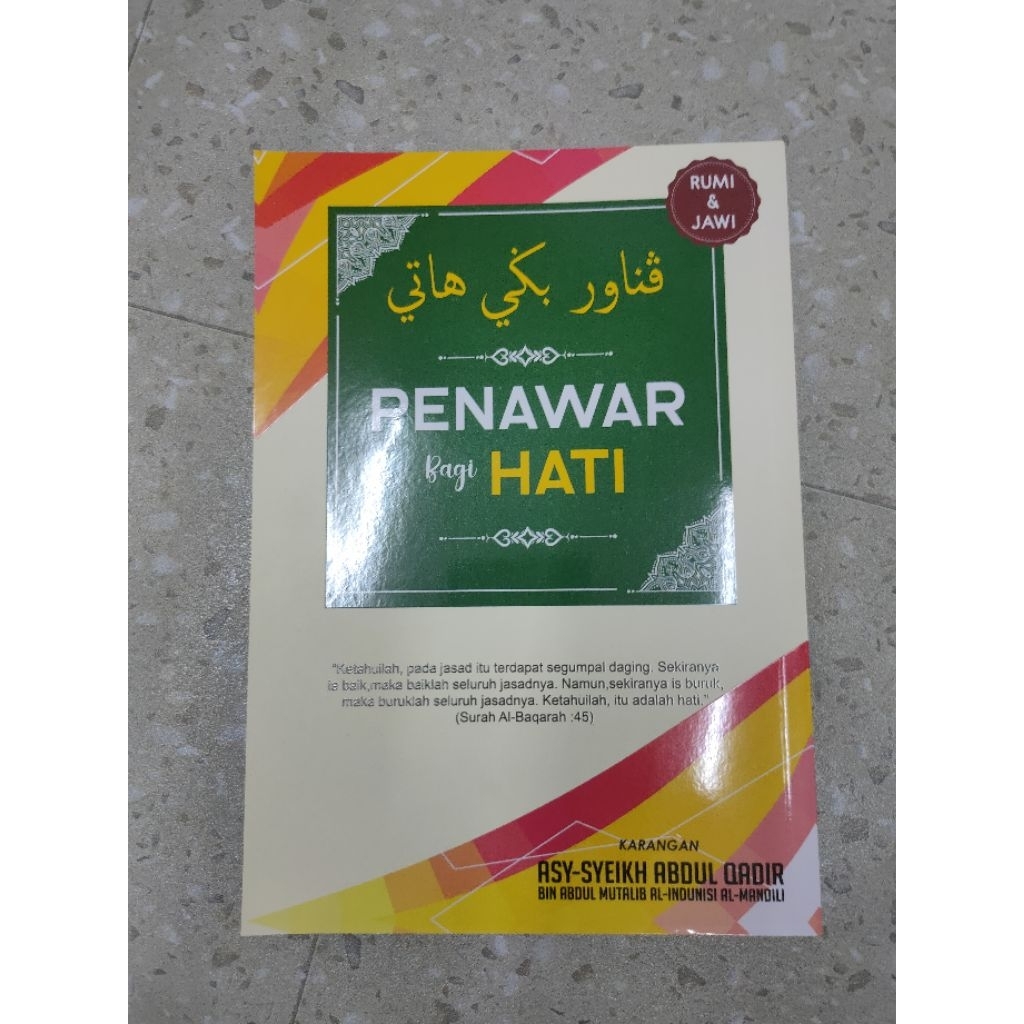 RUMI
&
JAWI
ڤناور بڬي هاتي
PENAWAR
Bagi HATI
"Ketahuilah, pada jasad itu terdapat segumpal daging. Sekiranya
ia baik,maka baiklah seluruh jasadnya. Namun,sekiranya is buruk,
maka buruklah seluruh jasadnya. Ketahuilah, itu adalah hati."
(Surah Al-Baqarah :45)
KARANGAN
ASY-SYEIKH ABDUL QADIR
BIN ABDUL MUTALIB AL-INDUNISI AL-MANDILI